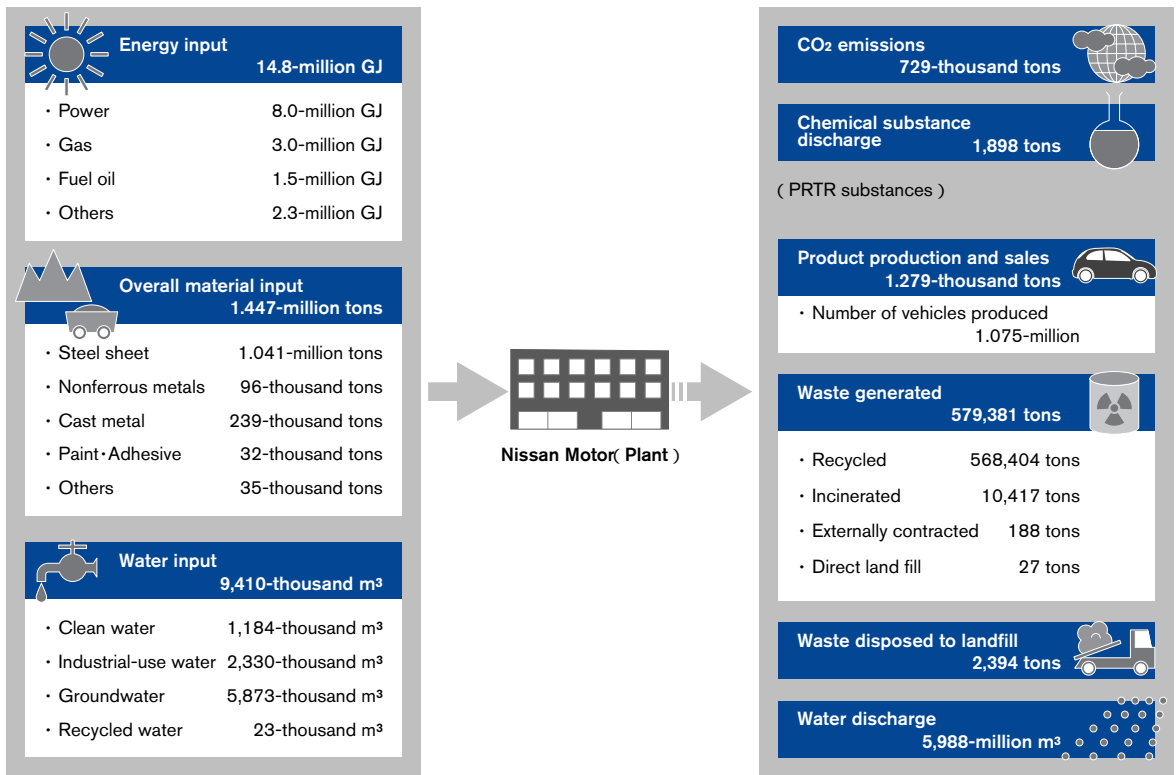 Energy input
14.8-million GJ
・Power 8.0-million GJ
・Gas 3.0-million GJ
・Fuel oil 1.5-million GJ
・Others 2.3-million GJ
Overall material input
1.447-million tons
・Steel sheet 1.041-million tons
・Nonferrous metals 96-thousand tons
・Cast metal 239-thousand tons
・Paint・Adhesive 32-thousand tons
・Others 35-thousand tons
Water input
9,410-thousand m³
・Clean water 1,184-thousand m³
・Industrial-use water 2,330-thousand m³
・Groundwater 5,873-thousand m³
・Recycled water 23-thousand m³
Nissan Motor( Plant )
CO₂ emissions
729-thousand tons
Chemical substance
discharge 1,898 tons
( PRTR substances )
Product production and sales
1.279-thousand tons
・Number of vehicles produced
1.075-million
Waste generated
579,381 tons
・Recycled 568,404 tons
・Incinerated 10,417 tons
・Externally contracted 188 tons
・Direct land fill 27 tons
Waste disposed to landfill
2,394 tons
Water discharge
5,988-million m³